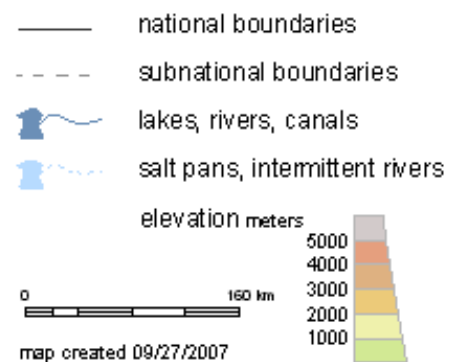 national boundaries
subnational boundaries
lakes, rivers, canals
salt pans, intermittent rivers
elevation meters
5000
4000
3000
2000
1000
0 160 km
map created 09/27/2007